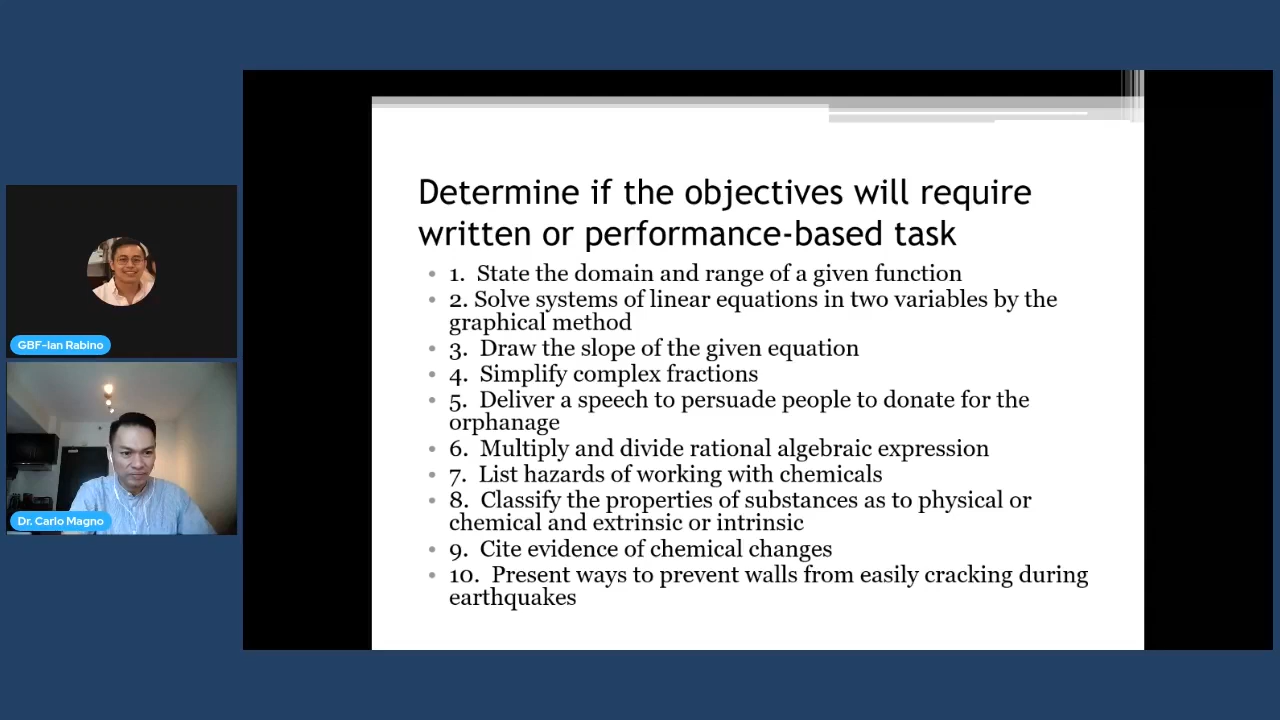 Determine if the objectives will require
written or performance-based task
• 1. State the domain and range of a given function
• 2. Solve systems of linear equations in two variables by the
graphical method
• 3. Draw the slope of the given equation
• 4. Simplify complex fractions
• 5. Deliver a speech to persuade people to donate for the
orphanage
• 6. Multiply and divide rational algebraic expression
• 7. List hazards of working with chemicals
• 8. Classify the properties of substances as to physical or
chemical and extrinsic or intrinsic
• 9. Cite evidence of chemical changes
• 10. Present ways to prevent walls from easily cracking during
earthquakes
GBF-Ian Rabino
Dr. Carlo Magno